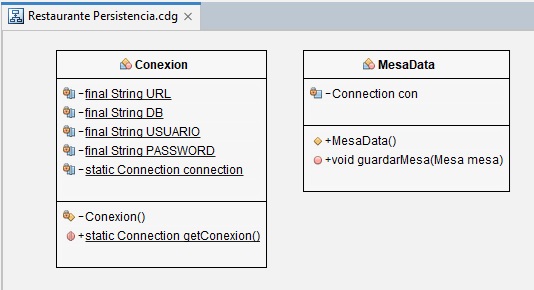 Restaurante Persistencia.cdg
Conexion
-final String URL
-final String DB
-final String USUARIO
-final String PASSWORD
-static Connection connection
-Conexion()
+static Connection getConexion()
MesaData
-Connection con
+MesaData()
+void guardarMesa(Mesa mesa)